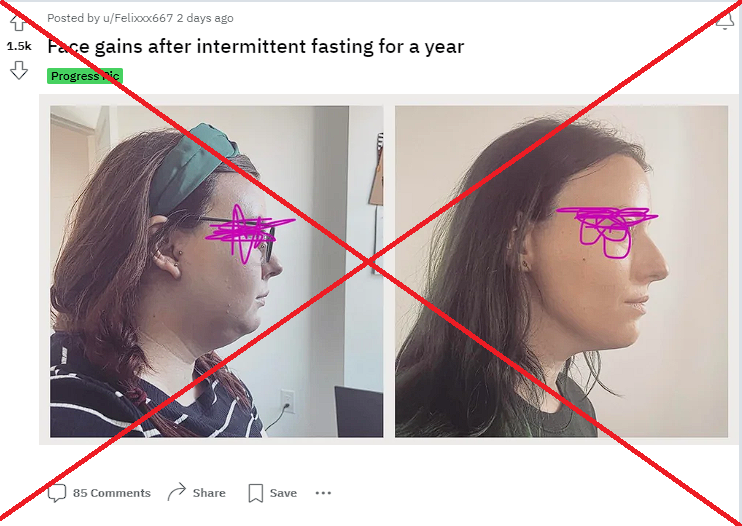 Posted by u/Felixxx667 2 days ago
1.5k
Face gains after intermittent fasting for a year
Progress Pic
85 Comments
Share
Save